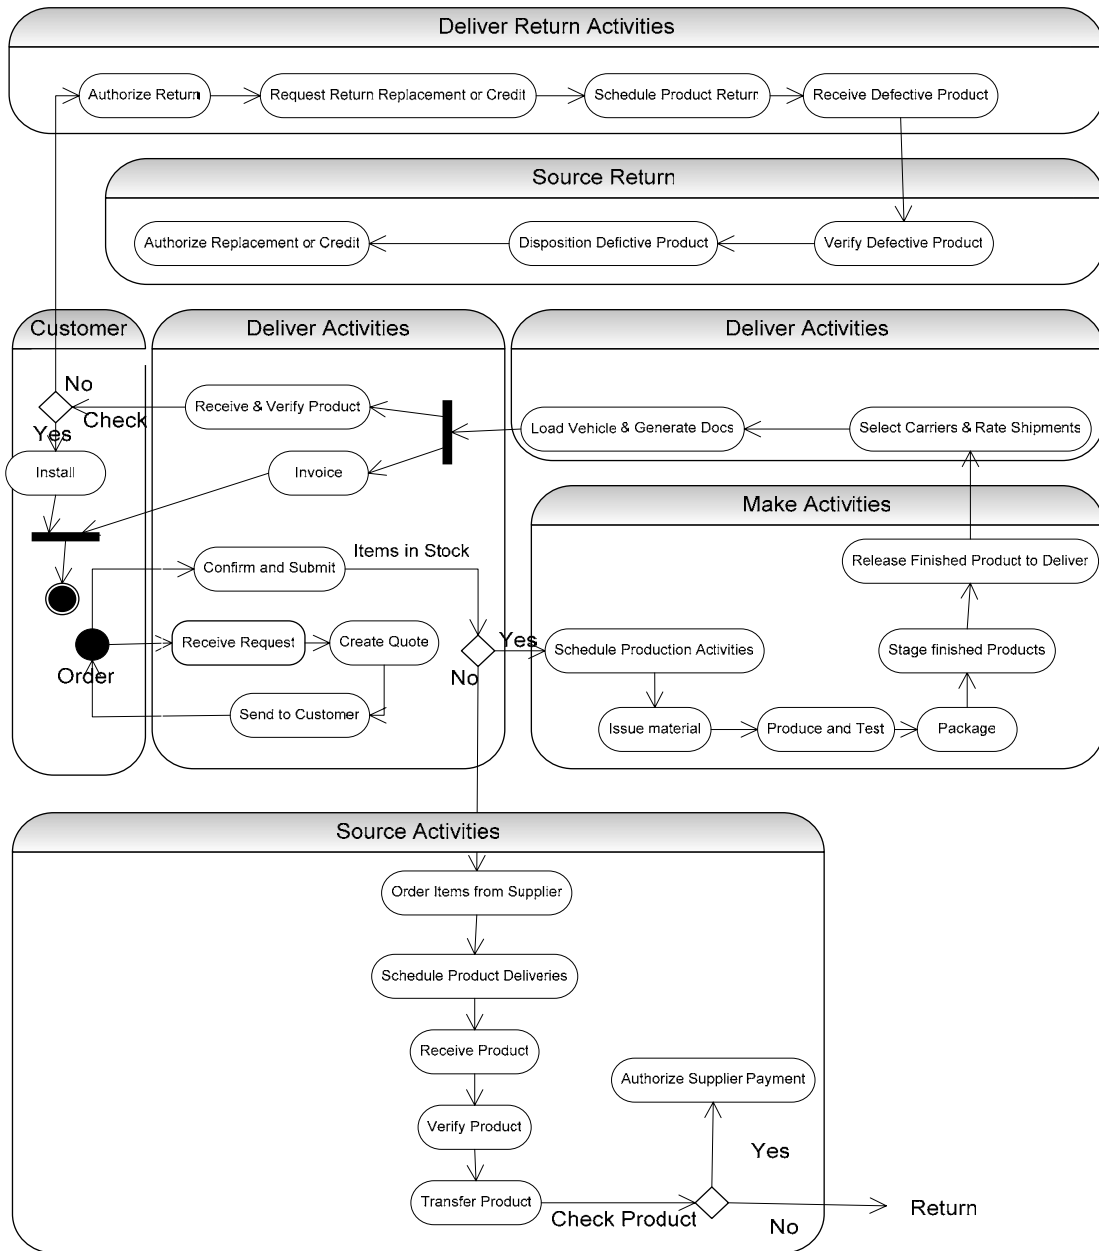 Deliver Return Activities
Authorize Return
Request Return Replacement or Credit
Schedule Product Return
Receive Defective Product
Source Return
Authorize Replacement or Credit
Disposition Defictive Product
Verify Defective Product
Customer
Deliver Activities
Deliver Activities
No
Check
Yes
Install
Receive & Verify Product
Invoice
Load Vehicle & Generate Docs
Select Carriers & Rate Shipments
Make Activities
Items in Stock
Confirm and Submit
Release Finished Product to Deliver
Order
Receive Request
Create Quote
Yes
No
Schedule Production Activities
Stage finished Products
Send to Customer
Issue material
Produce and Test
Package
Source Activities
Order Items from Supplier
Schedule Product Deliveries
Receive Product
Authorize Supplier Payment
Verify Product
Yes
Transfer Product
Check Product
No
Return